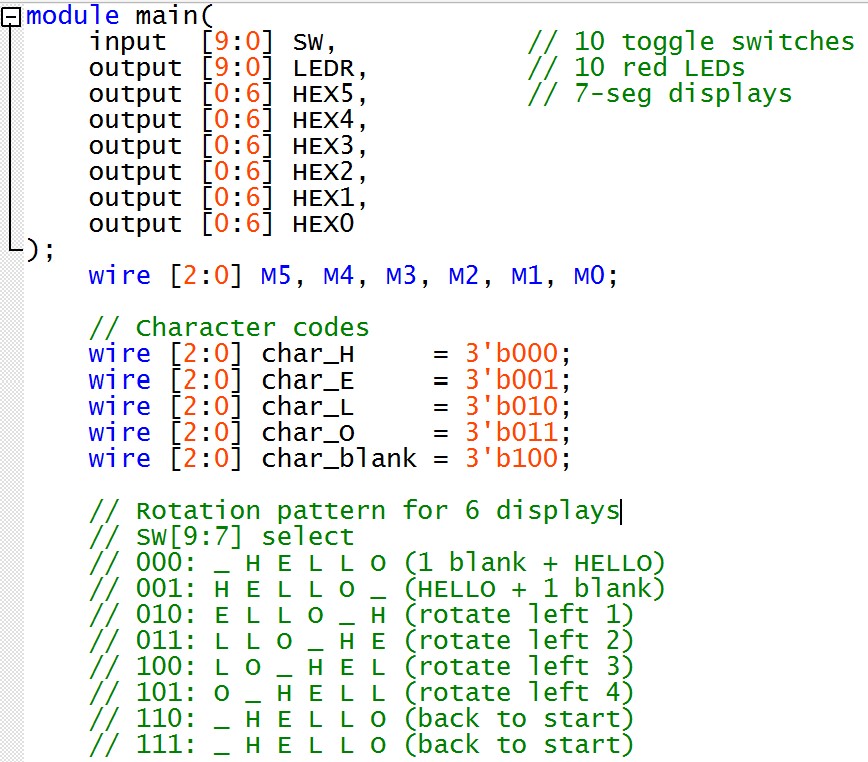 module main(
    input  [9:0] SW,            // 10 toggle switches
    output [9:0] LEDR,          // 10 red LEDs
    output [0:6] HEX5,          // 7-seg displays
    output [0:6] HEX4,
    output [0:6] HEX3,
    output [0:6] HEX2,
    output [0:6] HEX1,
    output [0:6] HEX0
);
    wire [2:0] M5, M4, M3, M2, M1, M0;

    // Character codes
    wire [2:0] char_H     = 3'b000;
    wire [2:0] char_E     = 3'b001;
    wire [2:0] char_L     = 3'b010;
    wire [2:0] char_O     = 3'b011;
    wire [2:0] char_blank = 3'b100;

    // Rotation pattern for 6 displays
    // SW[9:7] select
    // 000: _ H E L L O (1 blank + HELLO)
    // 001: H E L L O _ (HELLO + 1 blank)
    // 010: E L L O _ H (rotate left 1)
    // 011: L L O _ H E (rotate left 2)
    // 100: L O _ H E L (rotate left 3)
    // 101: O _ H E L L (rotate left 4)
    // 110: _ H E L L O (back to start)
    // 111: _ H E L L O (back to start)